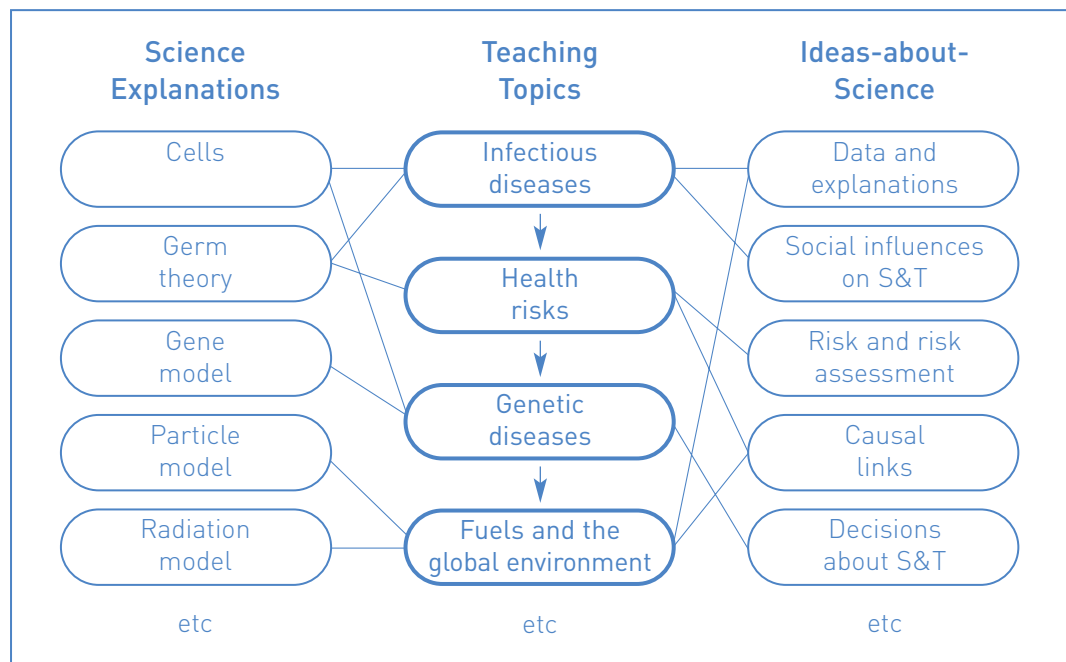 Science
Explanations
Cells
Germ
theory
Gene
model
Particle
model
Radiation
model
etc
Teaching
Topics
Infectious
diseases
Health
risks
Genetic
diseases
Fuels and the
global environment
etc
Ideas-about-
Science
Data and
explanations
Social influences
on S&T
Risk and risk
assessment
Causal
links
Decisions
about S&T
etc